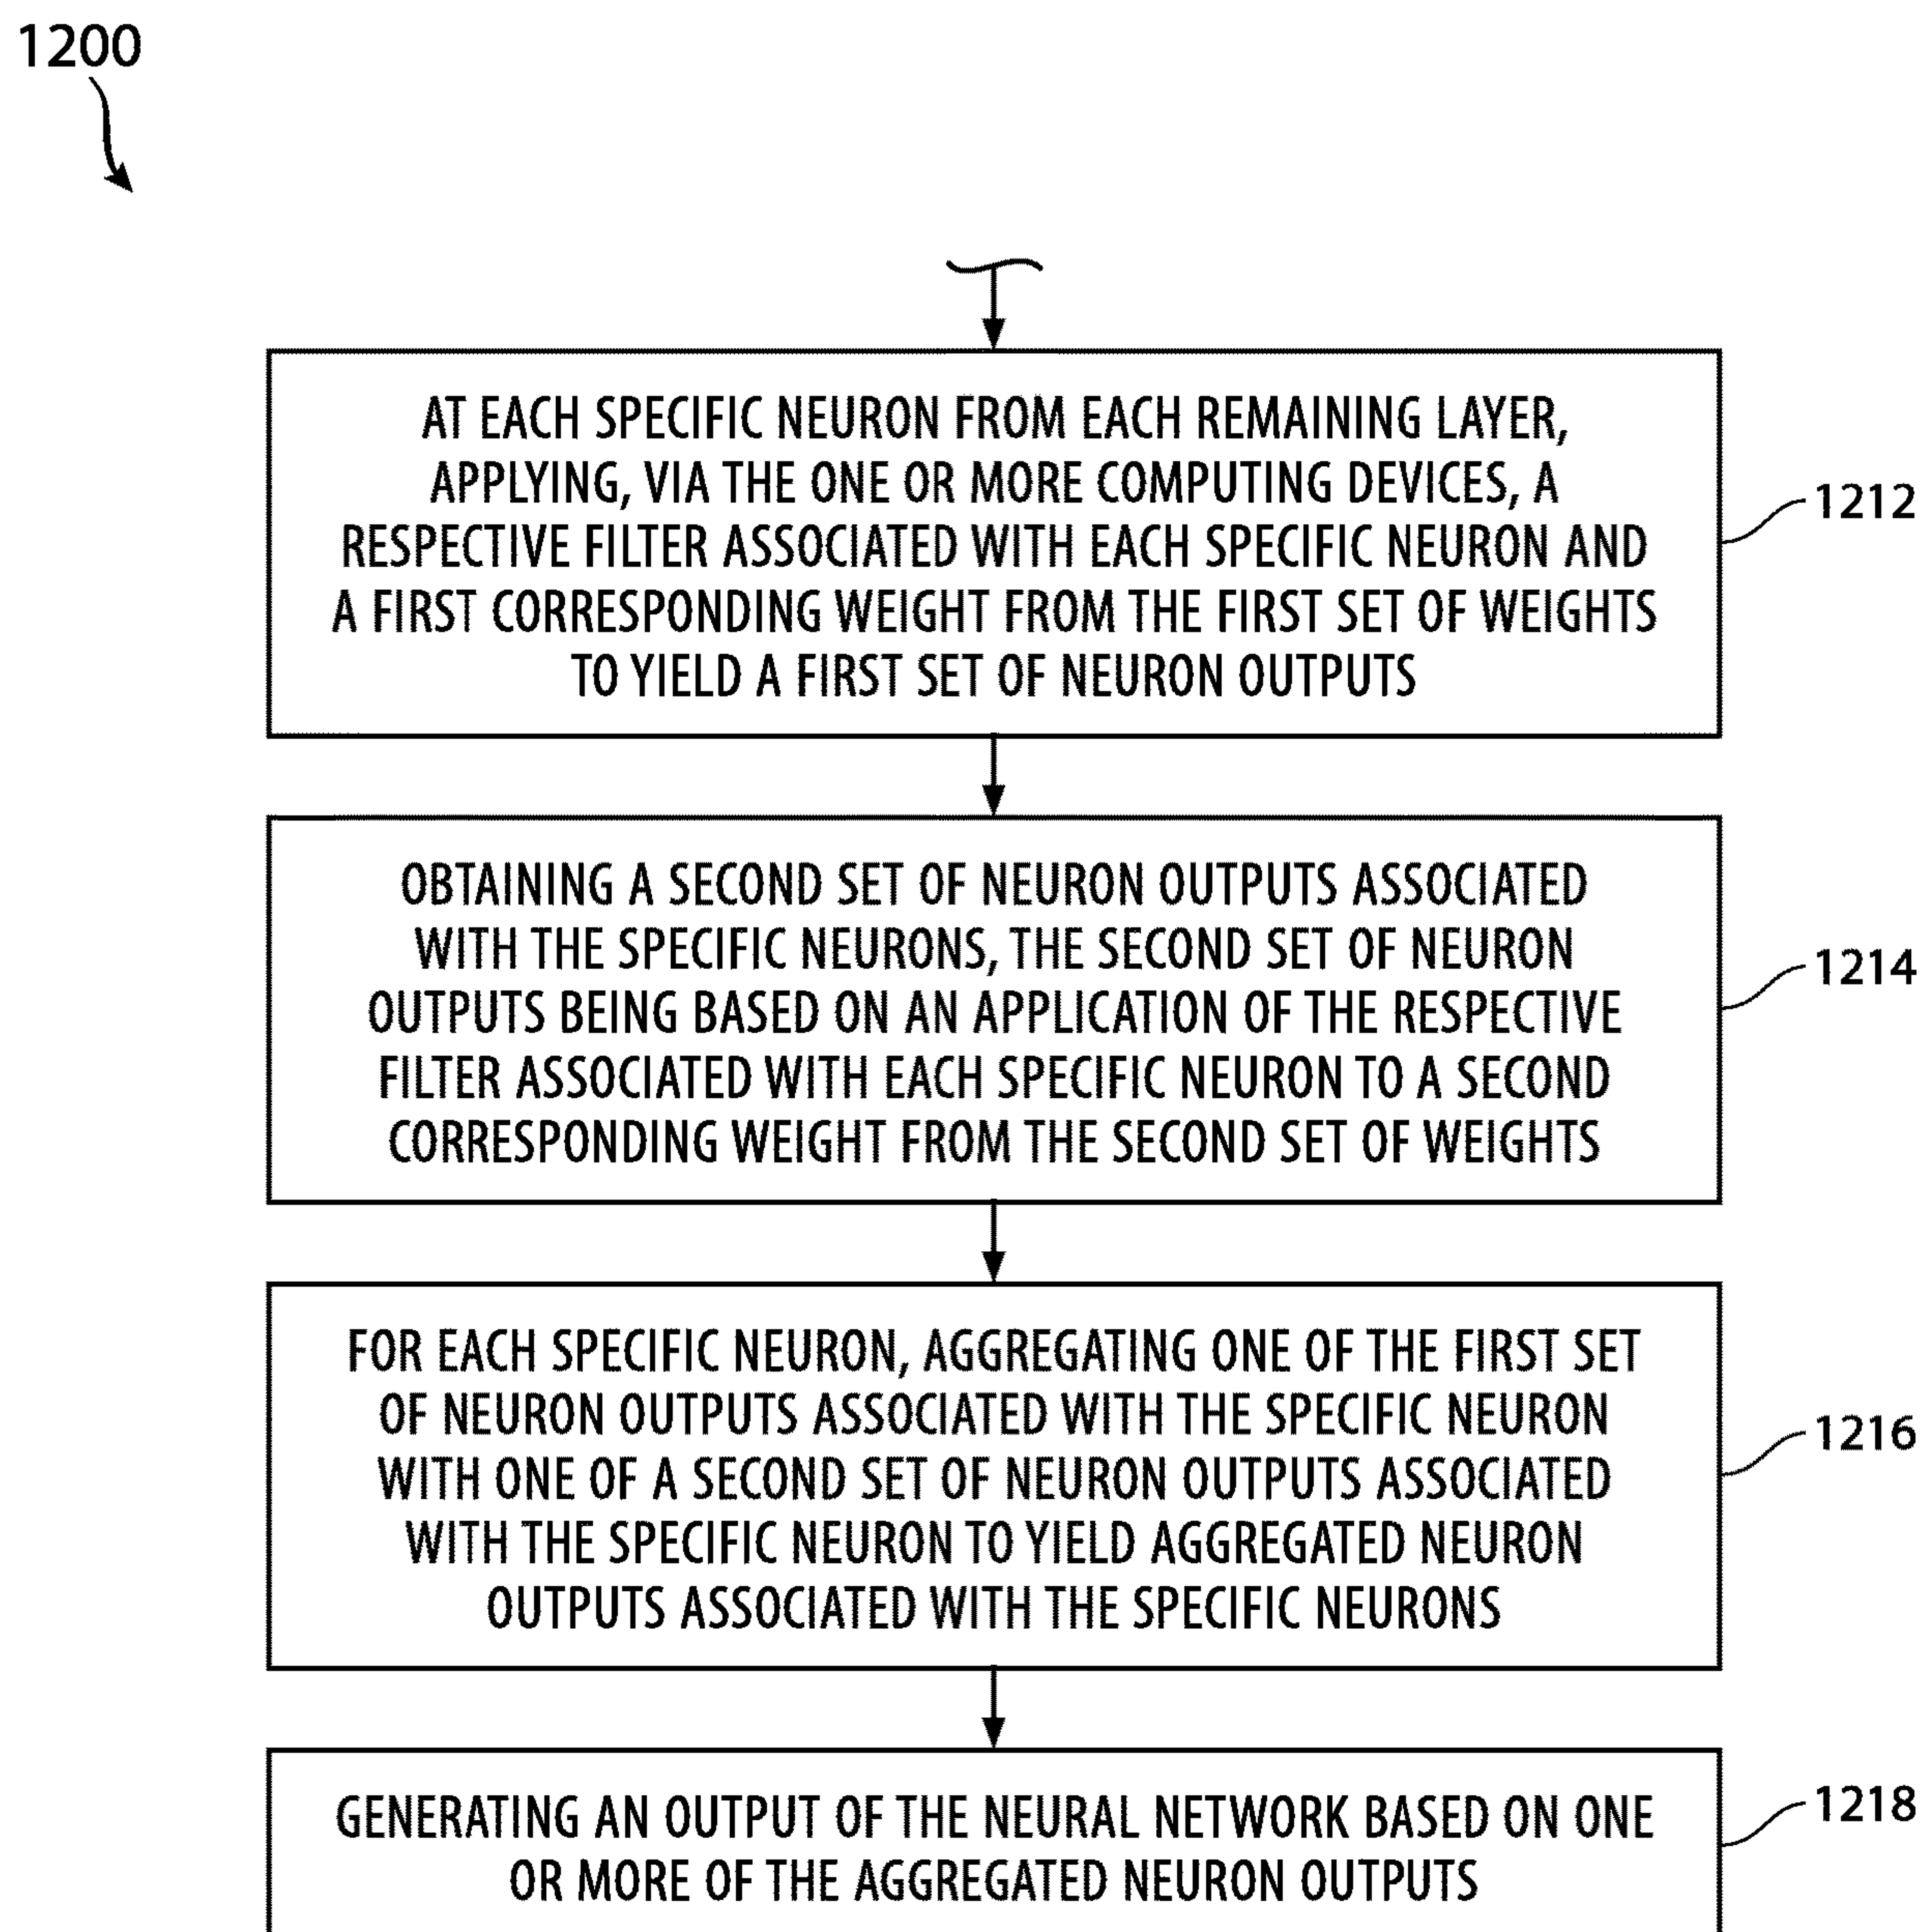 1200
AT EACH SPECIFIC NEURON FROM EACH REMAINING LAYER,
APPLYING, VIA THE ONE OR MORE COMPUTING DEVICES, A
RESPECTIVE FILTER ASSOCIATED WITH EACH SPECIFIC NEURON AND
A FIRST CORRESPONDING WEIGHT FROM THE FIRST SET OF WEIGHTS
TO YIELD A FIRST SET OF NEURON OUTPUTS
1212
OBTAINING A SECOND SET OF NEURON OUTPUTS ASSOCIATED
WITH THE SPECIFIC NEURONS, THE SECOND SET OF NEURON
OUTPUTS BEING BASED ON AN APPLICATION OF THE RESPECTIVE
FILTER ASSOCIATED WITH EACH SPECIFIC NEURON TO A SECOND
CORRESPONDING WEIGHT FROM THE SECOND SET OF WEIGHTS
1214
FOR EACH SPECIFIC NEURON, AGGREGATING ONE OF THE FIRST SET
OF NEURON OUTPUTS ASSOCIATED WITH THE SPECIFIC NEURON
WITH ONE OF A SECOND SET OF NEURON OUTPUTS ASSOCIATED
WITH THE SPECIFIC NEURON TO YIELD AGGREGATED NEURON
OUTPUTS ASSOCIATED WITH THE SPECIFIC NEURONS
1216
GENERATING AN OUTPUT OF THE NEURAL NETWORK BASED ON ONE
OR MORE OF THE AGGREGATED NEURON OUTPUTS
1218